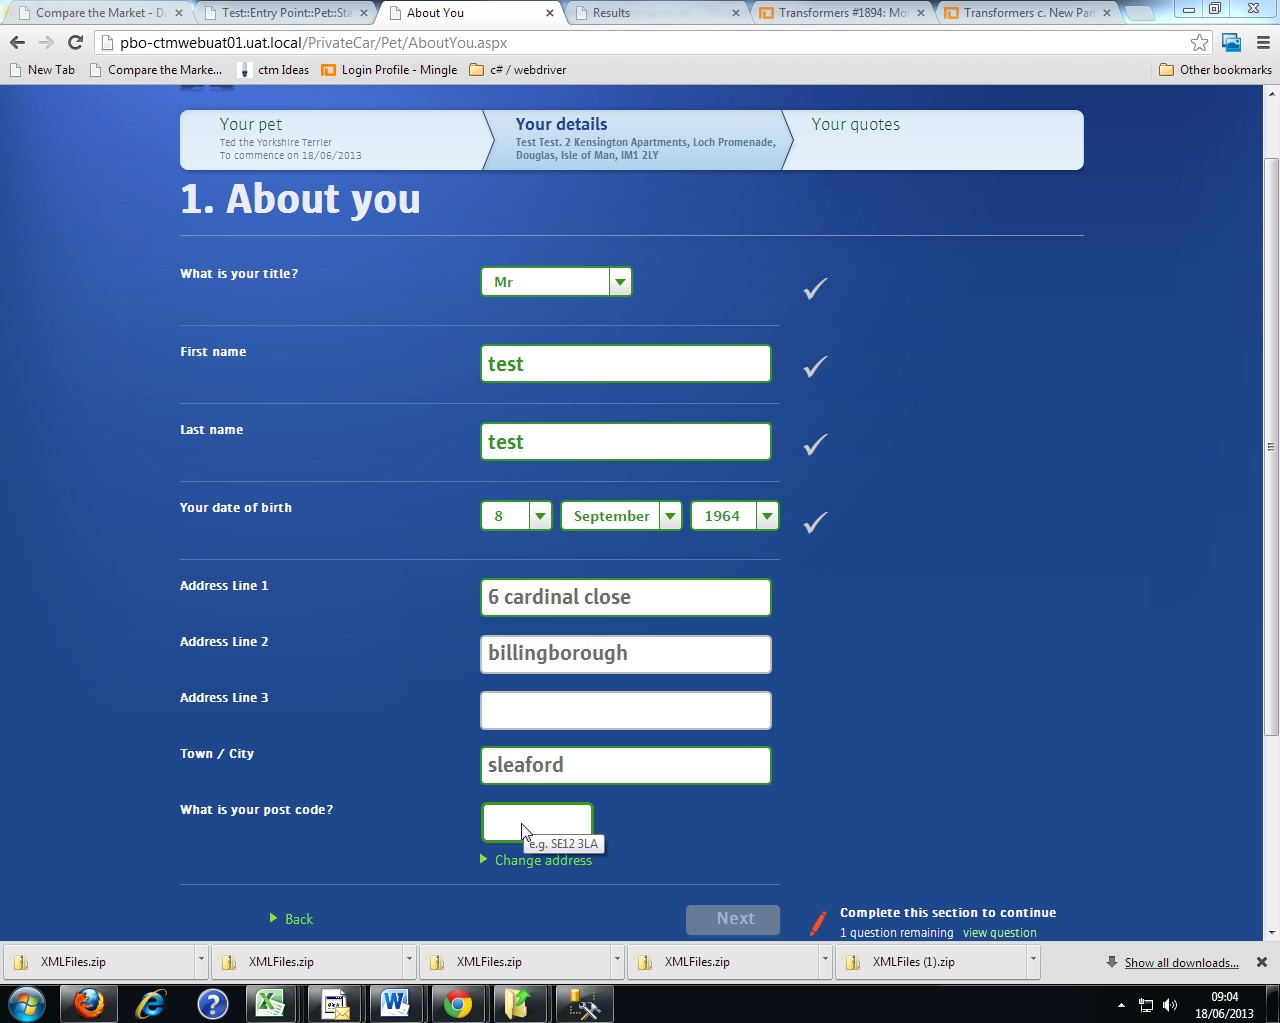 Compare the Market - D
Test::Entry Point::Pet::Sta
About You
Results
Transformers #1894: Mo
Transformers c. New Pan
pbo-ctmwebuat01.uat.local/PrivateCar/Pet/AboutYou.aspx
New Tab
Compare the Marke...
ctm Ideas
Login Profile - Mingle
c# / webdriver
Other bookmarks
Your pet
Ted the Yorkshire Terrier
To commence on 18/06/2013
Your details
Test Test. 2 Kensington Apartments, Loch Promenade,
Douglas, Isle of Man, IM1 2LY
Your quotes
1. About you
What is your title?
Mr
First name
test
Last name
test
Your date of birth
8 September 1964
Address Line 1
6 cardinal close
Address Line 2
billingborough
Address Line 3
Town / City
sleaford
What is your post code?
e.g. SE12 3LA
Change address
Back
Next
Complete this section to continue
1 question remaining view question
XMLFiles.zip
XMLFiles.zip
XMLFiles.zip
XMLFiles.zip
XMLFiles (1).zip
Show all downloads...
09:04
18/06/2013